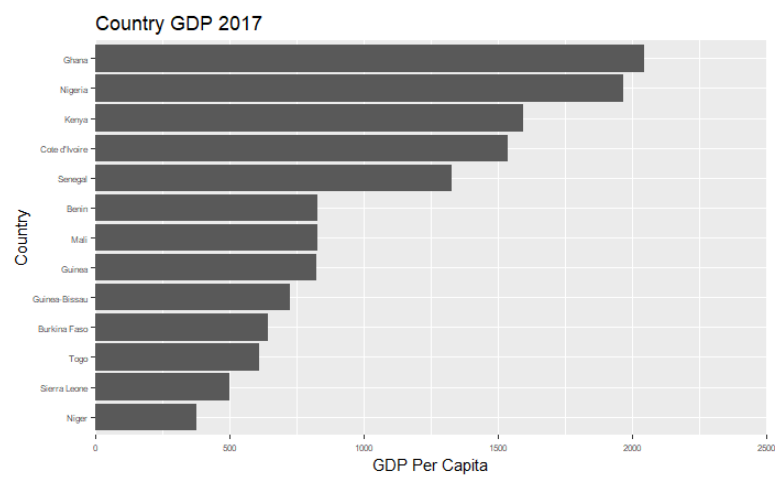 Country GDP 2017
Ghana
Nigeria
Kenya
Cote d'Ivoire
Senegal
Benin
Mali
Guinea
Guinea-Bissau
Burkina Faso
Togo
Sierra Leone
Niger
Country
0 500 1000 1500 2000 2500
GDP Per Capita